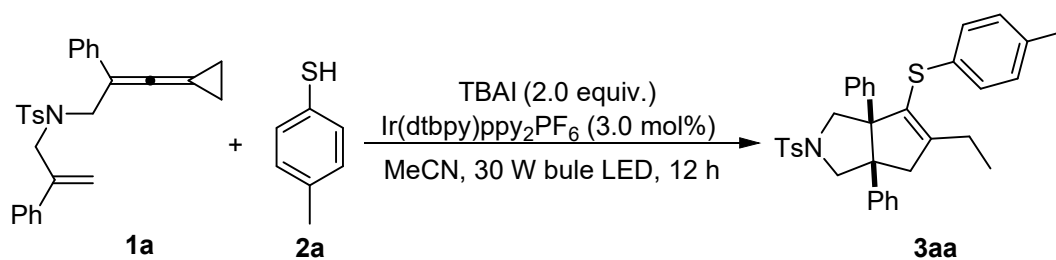 Ph
SH
TsN
Ph
1a
+
2a
TBAI (2.0 equiv.)
Ir(dtbpy)ppy2PF6 (3.0 mol%)
MeCN, 30 W bule LED, 12 h
S
Ph
TsN
Ph
3aa